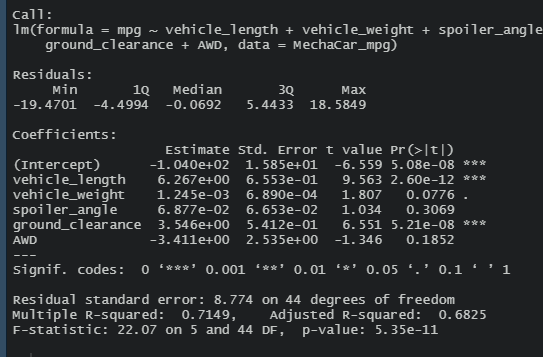 Call:
lm(formula = mpg ~ vehicle_length + vehicle_weight + spoiler_angle
    ground_clearance + AWD, data = MechaCar_mpg)
Residuals:
     Min       1Q   Median       3Q      Max
-19.4701  -4.4994  -0.0692   5.4433  18.5849
Coefficients:
                   Estimate Std. Error t value Pr(>|t|)
(Intercept)      -1.040e+02  1.585e+01  -6.559 5.08e-08 ***
vehicle_length    6.267e+00  6.553e-01   9.563 2.60e-12 ***
vehicle_weight    1.245e-03  6.890e-04   1.807   0.0776 .
spoiler_angle     6.877e-02  6.653e-02   1.034   0.3069
ground_clearance  3.546e+00  5.412e-01   6.551 5.21e-08 ***
AWD              -3.411e+00  2.535e+00  -1.346   0.1852
---
Signif. codes:  0 ‘***’ 0.001 ‘**’ 0.01 ‘*’ 0.05 ‘.’ 0.1 ‘ ’ 1
Residual standard error: 8.774 on 44 degrees of freedom
Multiple R-squared:  0.7149,	Adjusted R-squared:  0.6825
F-statistic: 22.07 on 5 and 44 DF,  p-value: 5.35e-11